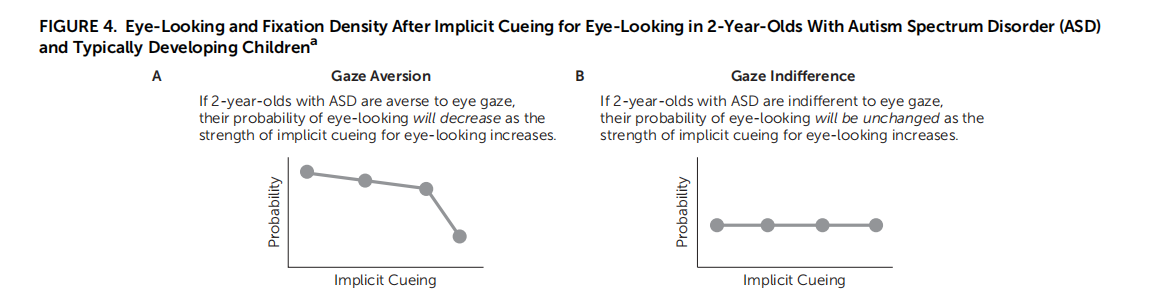 FIGURE 4. Eye-Looking and Fixation Density After Implicit Cueing for Eye-Looking in 2-Year-Olds With Autism Spectrum Disorder (ASD)
and Typically Developing Childrenᵃ
A Gaze Aversion
If 2-year-olds with ASD are averse to eye gaze,
their probability of eye-looking will decrease as the
strength of implicit cueing for eye-looking increases.
Probability
Implicit Cueing
B Gaze Indifference
If 2-year-olds with ASD are indifferent to eye gaze,
their probability of eye-looking will be unchanged as the
strength of implicit cueing for eye-looking increases.
Probability
Implicit Cueing